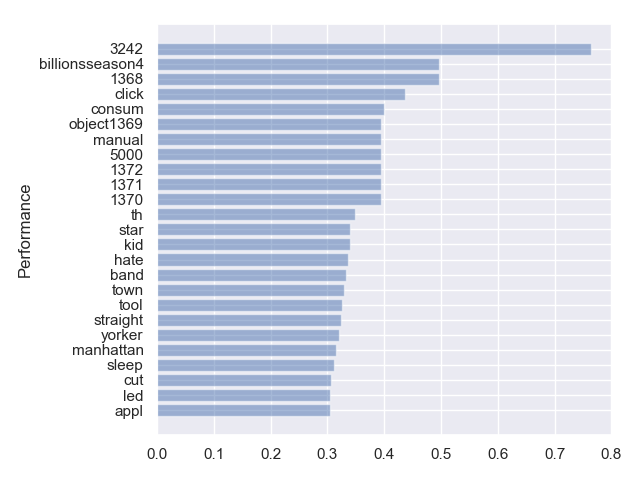 3242
billionsseason4
1368
click
consum
object1369
manual
5000
1372
1371
1370
th
star
kid
hate
band
town
tool
straight
yorker
manhattan
sleep
cut
led
appl
Performance
0.0 0.1 0.2 0.3 0.4 0.5 0.6 0.7 0.8